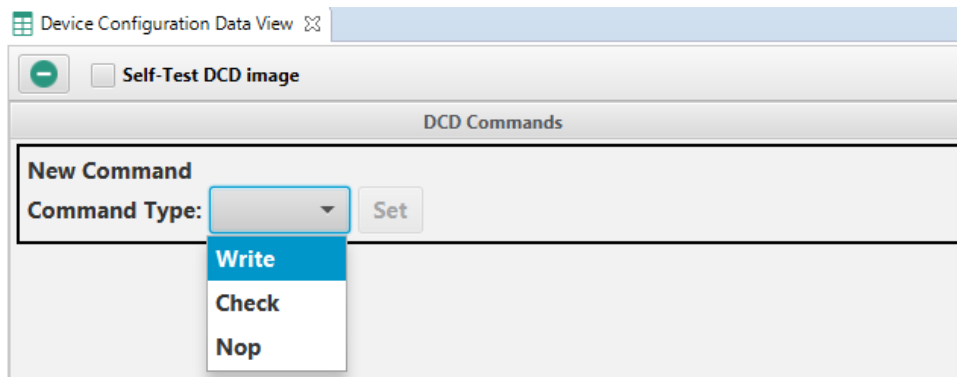 Device Configuration Data View
Self-Test DCD image
DCD Commands
New Command
Command Type:
Set
Write
Check
Nop